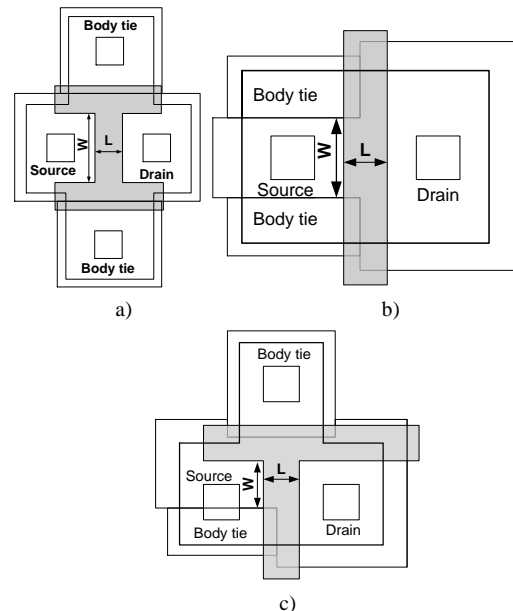 Body tie
W
L
Source
Drain
Body tie
a)
Body tie
W
L
Source
Drain
Body tie
b)
Body tie
Source
W
L
Body tie
Drain
c)